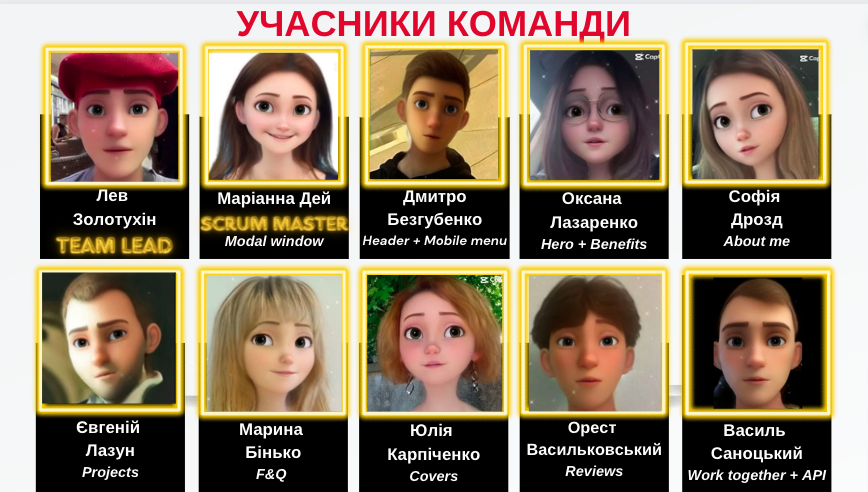 УЧАСНИКИ КОМАНДИ
Лев
Золотухін
TEAM LEAD
Маріанна Дей
SCRUM MASTER
Modal window
Дмитро
Безгубенко
Header + Mobile menu
Оксана
Лазаренко
Hero + Benefits
Софія
Дрозд
About me
Євгеній
Лазун
Projects
Марина
Бінько
F&Q
Юлія
Карпіченко
Covers
Орест
Васильковський
Reviews
Василь
Саноцький
Work together + API